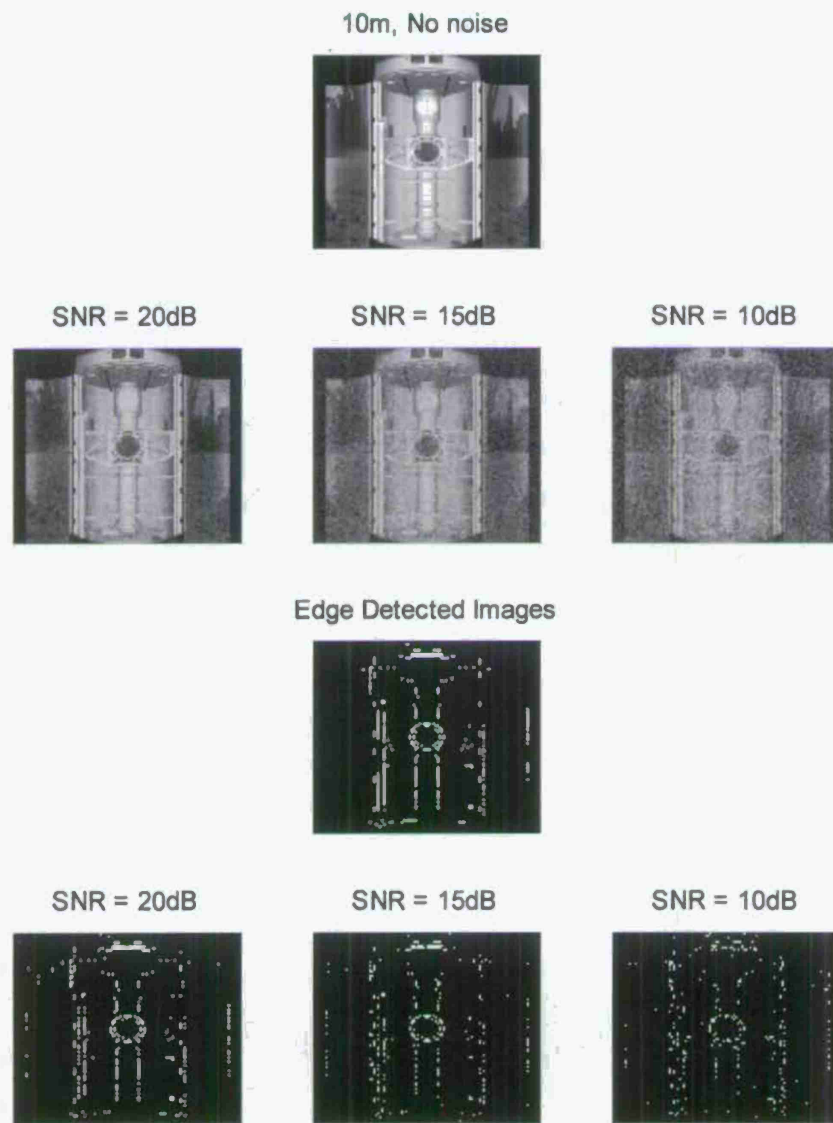 10m, No noise
SNR = 20dB
SNR = 15dB
SNR = 10dB
Edge Detected Images
SNR = 20dB
SNR = 15dB
SNR = 10dB